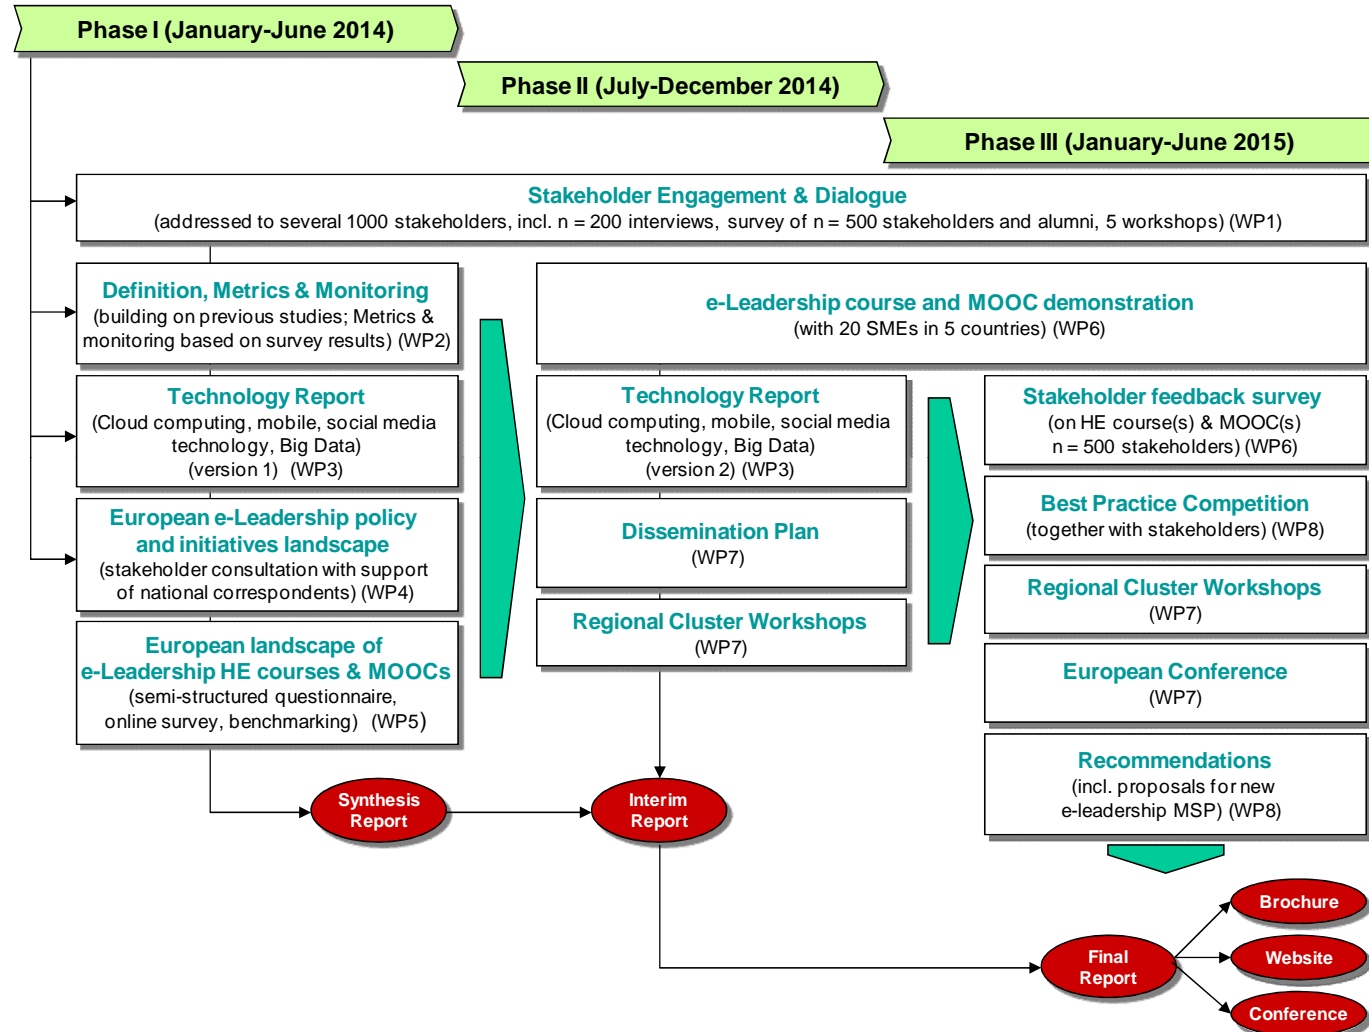 Phase I (January-June 2014)
Phase II (July-December 2014)
Phase III (January-June 2015)
Stakeholder Engagement & Dialogue
(addressed to several 1000 stakeholders, incl. n = 200 interviews, survey of n = 500 stakeholders and alumni, 5 workshops) (WP1)
Definition, Metrics & Monitoring
(building on previous studies; Metrics &
monitoring based on survey results) (WP2)
Technology Report
(Cloud computing, mobile, social media
technology, Big Data)
(version 1) (WP3)
European e-Leadership policy
and initiatives landscape
(stakeholder consultation with support
of national correspondents) (WP4)
European landscape of
e-Leadership HE courses & MOOCs
(semi-structured questionnaire,
online survey, benchmarking) (WP5)
e-Leadership course and MOOC demonstration
(with 20 SMEs in 5 countries) (WP6)
Technology Report
(Cloud computing, mobile, social media
technology, Big Data)
(version 2) (WP3)
Dissemination Plan
(WP7)
Regional Cluster Workshops
(WP7)
Stakeholder feedback survey
(on HE course(s) & MOOC(s)
n = 500 stakeholders) (WP6)
Best Practice Competition
(together with stakeholders) (WP8)
Regional Cluster Workshops
(WP7)
European Conference
(WP7)
Recommendations
(incl. proposals for new
e-leadership MSP) (WP8)
Synthesis
Report
Interim
Report
Final
Report
Brochure
Website
Conference